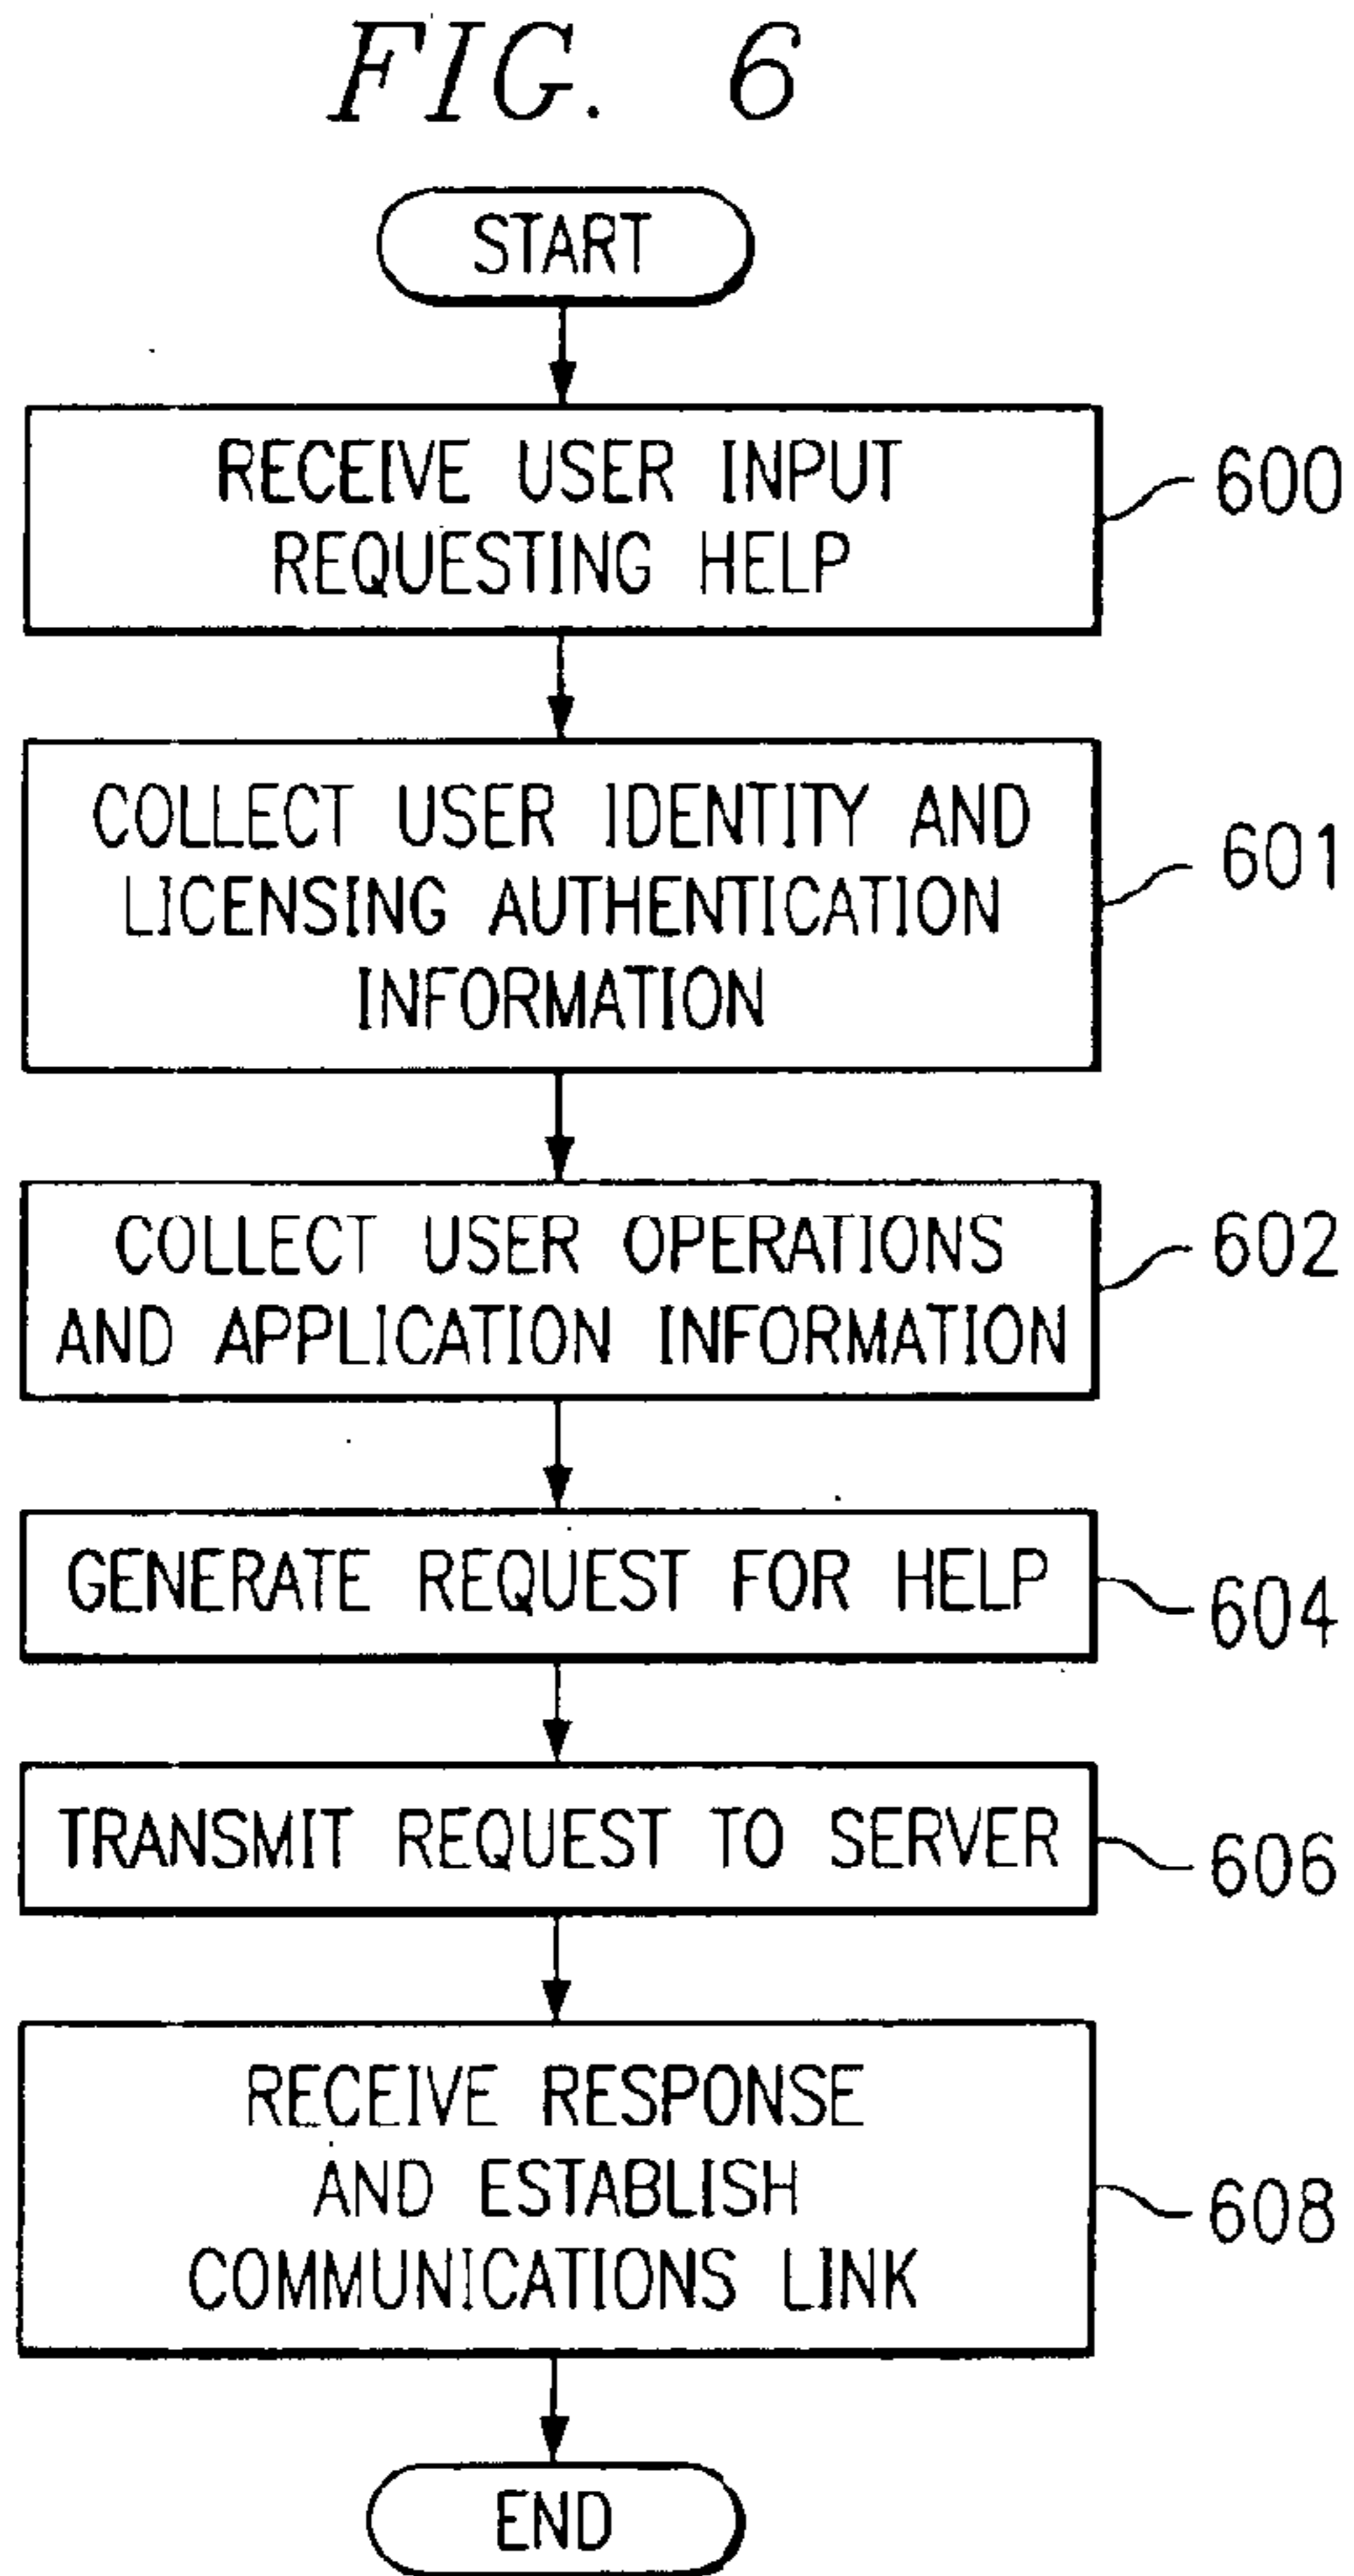 FIG. 6
START
RECEIVE USER INPUT
REQUESTING HELP
600
COLLECT USER IDENTITY AND
LICENSING AUTHENTICATION
INFORMATION
601
COLLECT USER OPERATIONS
AND APPLICATION INFORMATION
602
GENERATE REQUEST FOR HELP
604
TRANSMIT REQUEST TO SERVER
606
RECEIVE RESPONSE
AND ESTABLISH
COMMUNICATIONS LINK
608
END